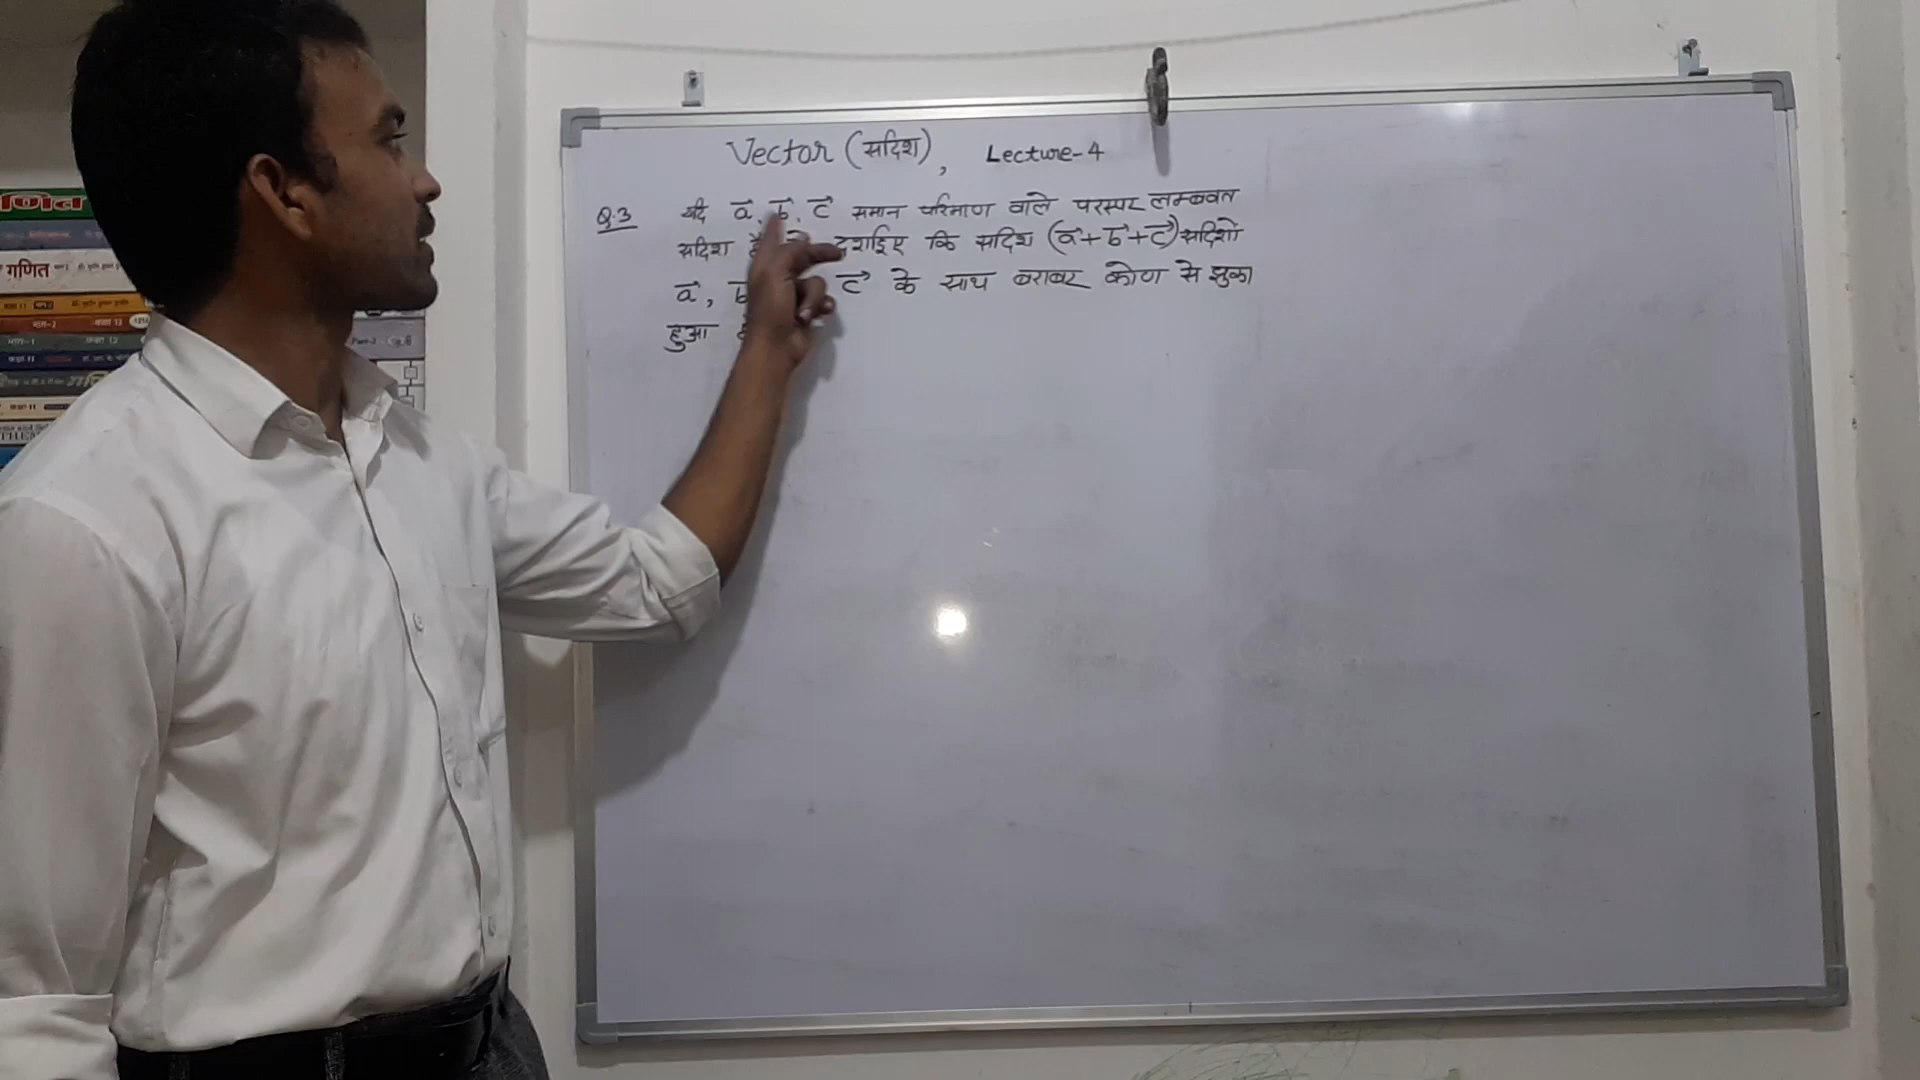 Vector (सदिश), Lecture-4
Q.3 यदि a⃗, b⃗, c⃗ समान परिमाण वाले परस्पर लम्बवत
सदिश दर्शाइए कि सदिश (a⃗+b⃗+c⃗) सदिशों
a⃗, c⃗ के साथ बराबर कोण से झुका
हुआ
गणित